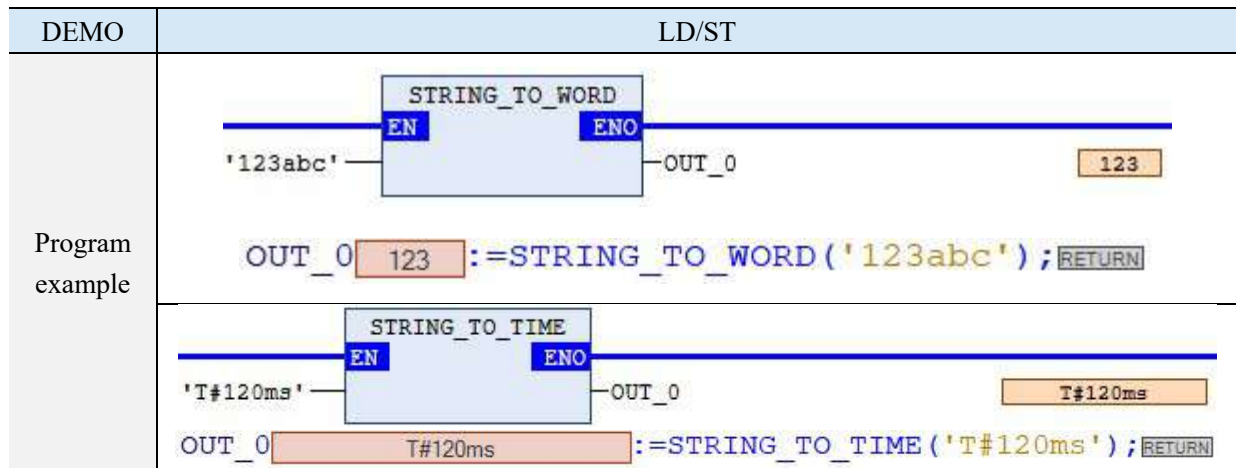 DEMO LD/ST
STRING_TO_WORD
EN ENO
'123abc' OUT_0 123
Program example
OUT_0 123 :=STRING_TO_WORD('123abc');RETURN
STRING_TO_TIME
EN ENO
'T#120ms' OUT_0 T#120ms
OUT_0 T#120ms :=STRING_TO_TIME('T#120ms');RETURN